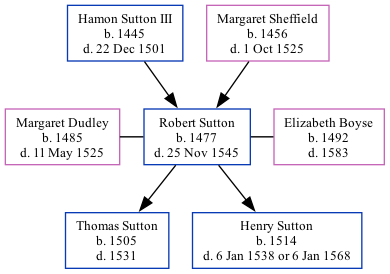 Hamon Sutton III
b. 1445
d. 22 Dec 1501
Margaret Sheffield
b. 1456
d. 1 Oct 1525
Margaret Dudley
b. 1485
d. 11 May 1525
Robert Sutton
b. 1477
d. 25 Nov 1545
Elizabeth Boyse
b. 1492
d. 1583
Thomas Sutton
b. 1505
d. 1531
Henry Sutton
b. 1514
d. 6 Jan 1538 or 6 Jan 1568